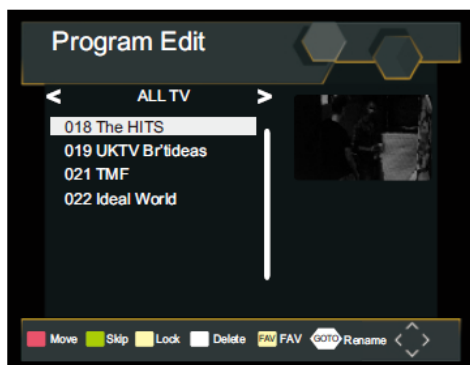 Program Edit
< ALL TV >
018 The HITS
019 UKTV Br'tideas
021 TMF
022 Ideal World
Move Skip Lock Delete FAV FAV GOTO Rename